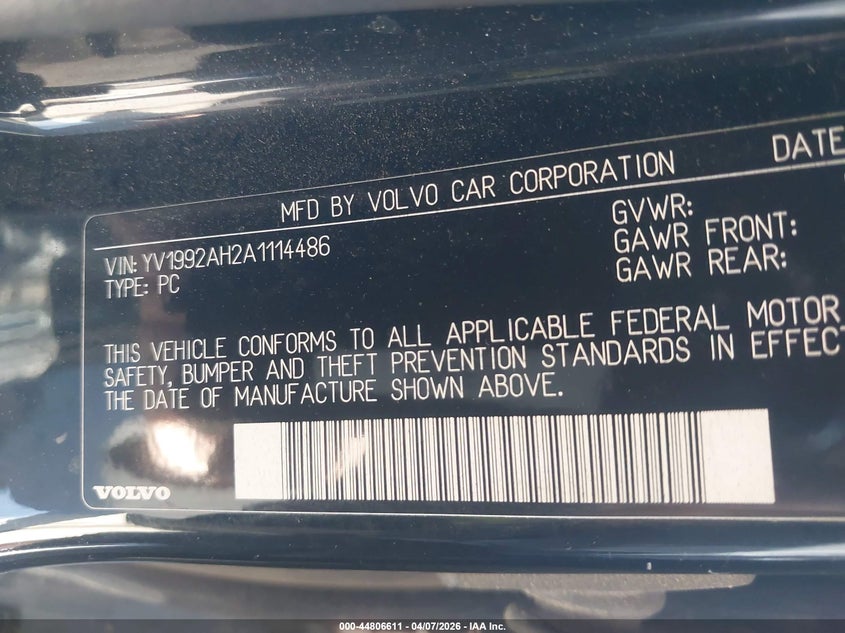 MFD BY VOLVO CAR CORPORATION DATE
VIN: YV1992AH2A1114486
TYPE: PC
GVWR:
GAWR FRONT:
GAWR REAR:
THIS VEHICLE CONFORMS TO ALL APPLICABLE FEDERAL MOTOR
SAFETY, BUMPER AND THEFT PREVENTION STANDARDS IN EFFECT
THE DATE OF MANUFACTURE SHOWN ABOVE.
VOLVO
000-44806611 - 04/07/2026 - IAA Inc.